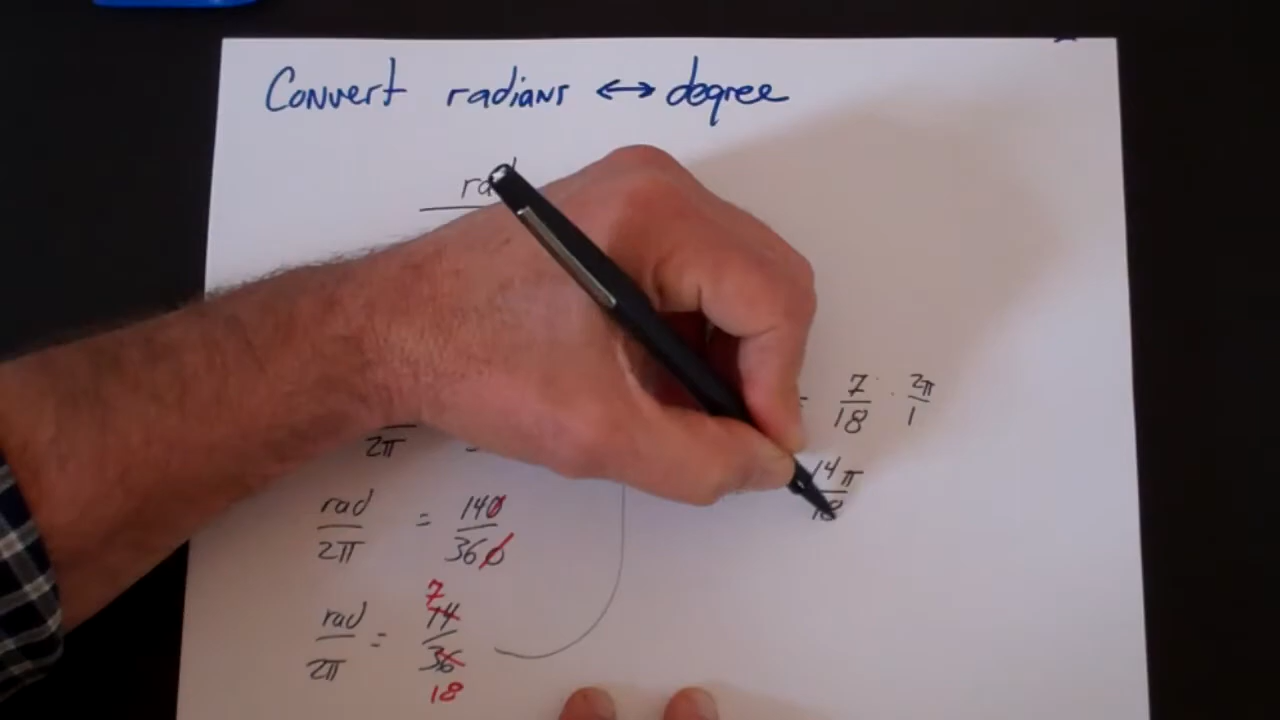 Convert radians ↔ degree
rad
2π
rad/2π = 140/360
7
rad/2π = 14/36
18
= 7/18 · 2π/1
14π/18